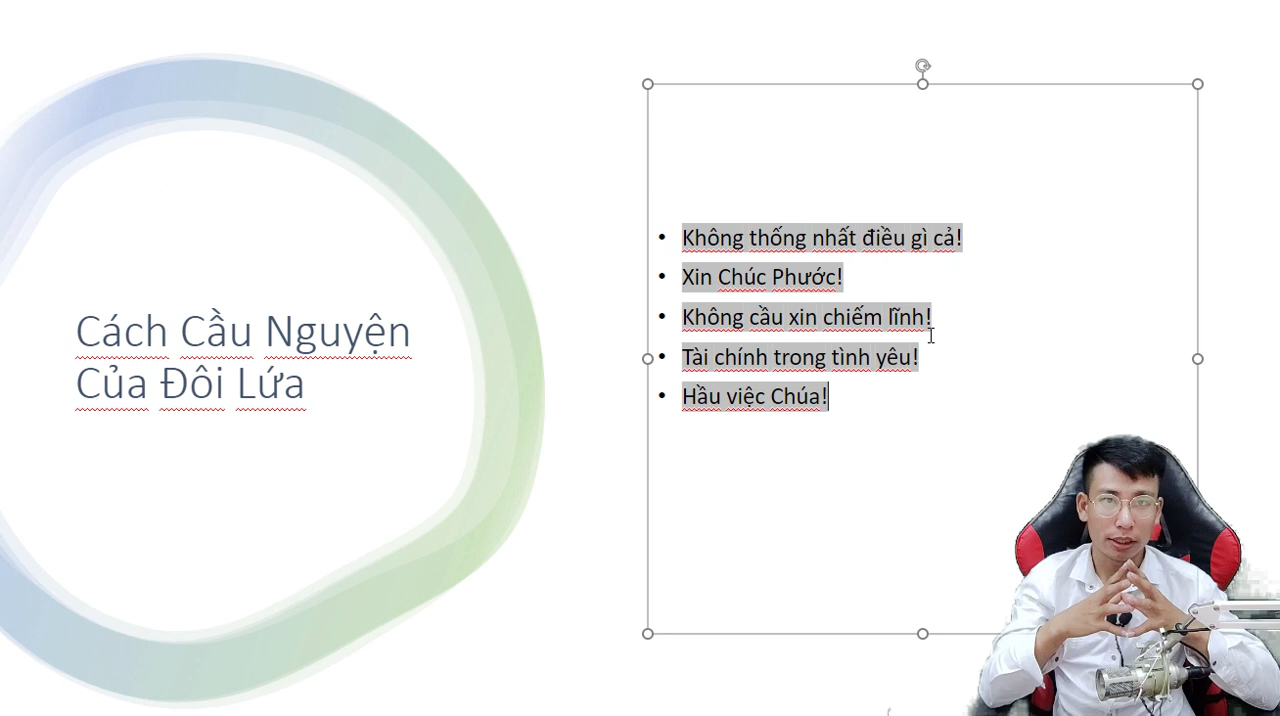 Cách Cầu Nguyện
Của Đôi Lứa
Không thống nhất điều gì cả!
Xin Chúc Phước!
Không cầu xin chiếm lĩnh!
Tài chính trong tình yêu!
Hầu việc Chúa!